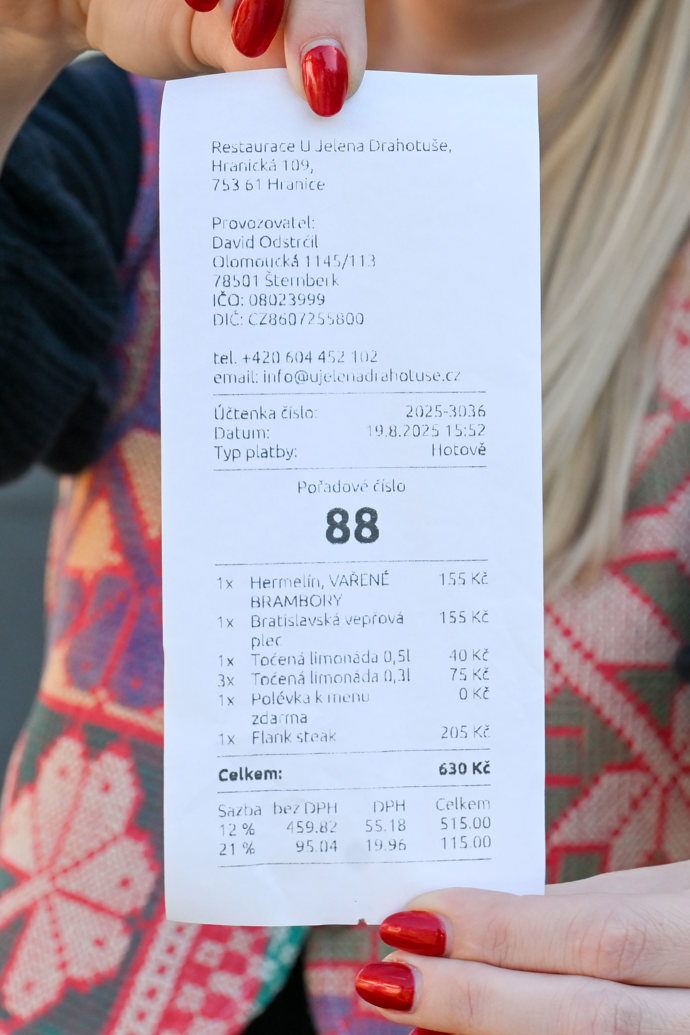 Restaurace U Jelena Drahotuše,
Hranická 109,
753 61 Hranice
Provozovatel:
David Odstrčil
Olomoucká 1145/113
78501 Šternberk
IČO: 08023999
DIČ: CZ8607255800
tel. +420 604 452 102
email: info@ujelenadrahotuse.cz
Účtenka číslo: 2025-3036
Datum: 19.8.2025 15:52
Typ platby: Hotově
Pořadové číslo
88
1x Hermelín, VAŘENÉ 155 Kč
BRAMBORY
1x Bratislavská vepřová 155 Kč
plec
1x Točená limonáda 0,5l 40 Kč
3x Točená limonáda 0,3l 75 Kč
1x Polévka k menu 0 Kč
zdarma
1x Flank steak 205 Kč
Celkem: 630 Kč
Sazba bez DPH DPH Celkem
12 % 459.82 55.18 515.00
21 % 95.04 19.96 115.00